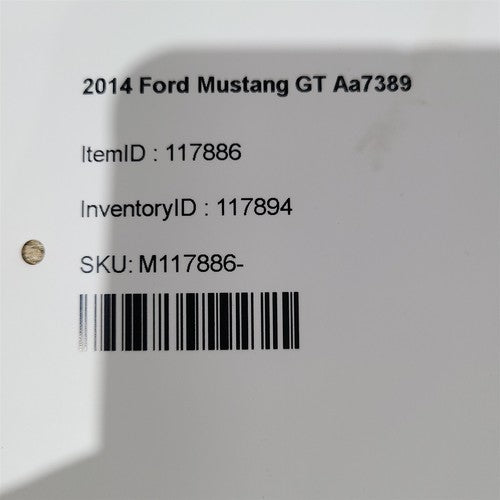 2014 Ford Mustang GT Aa7389
ItemID : 117886
InventoryID : 117894
SKU: M117886-